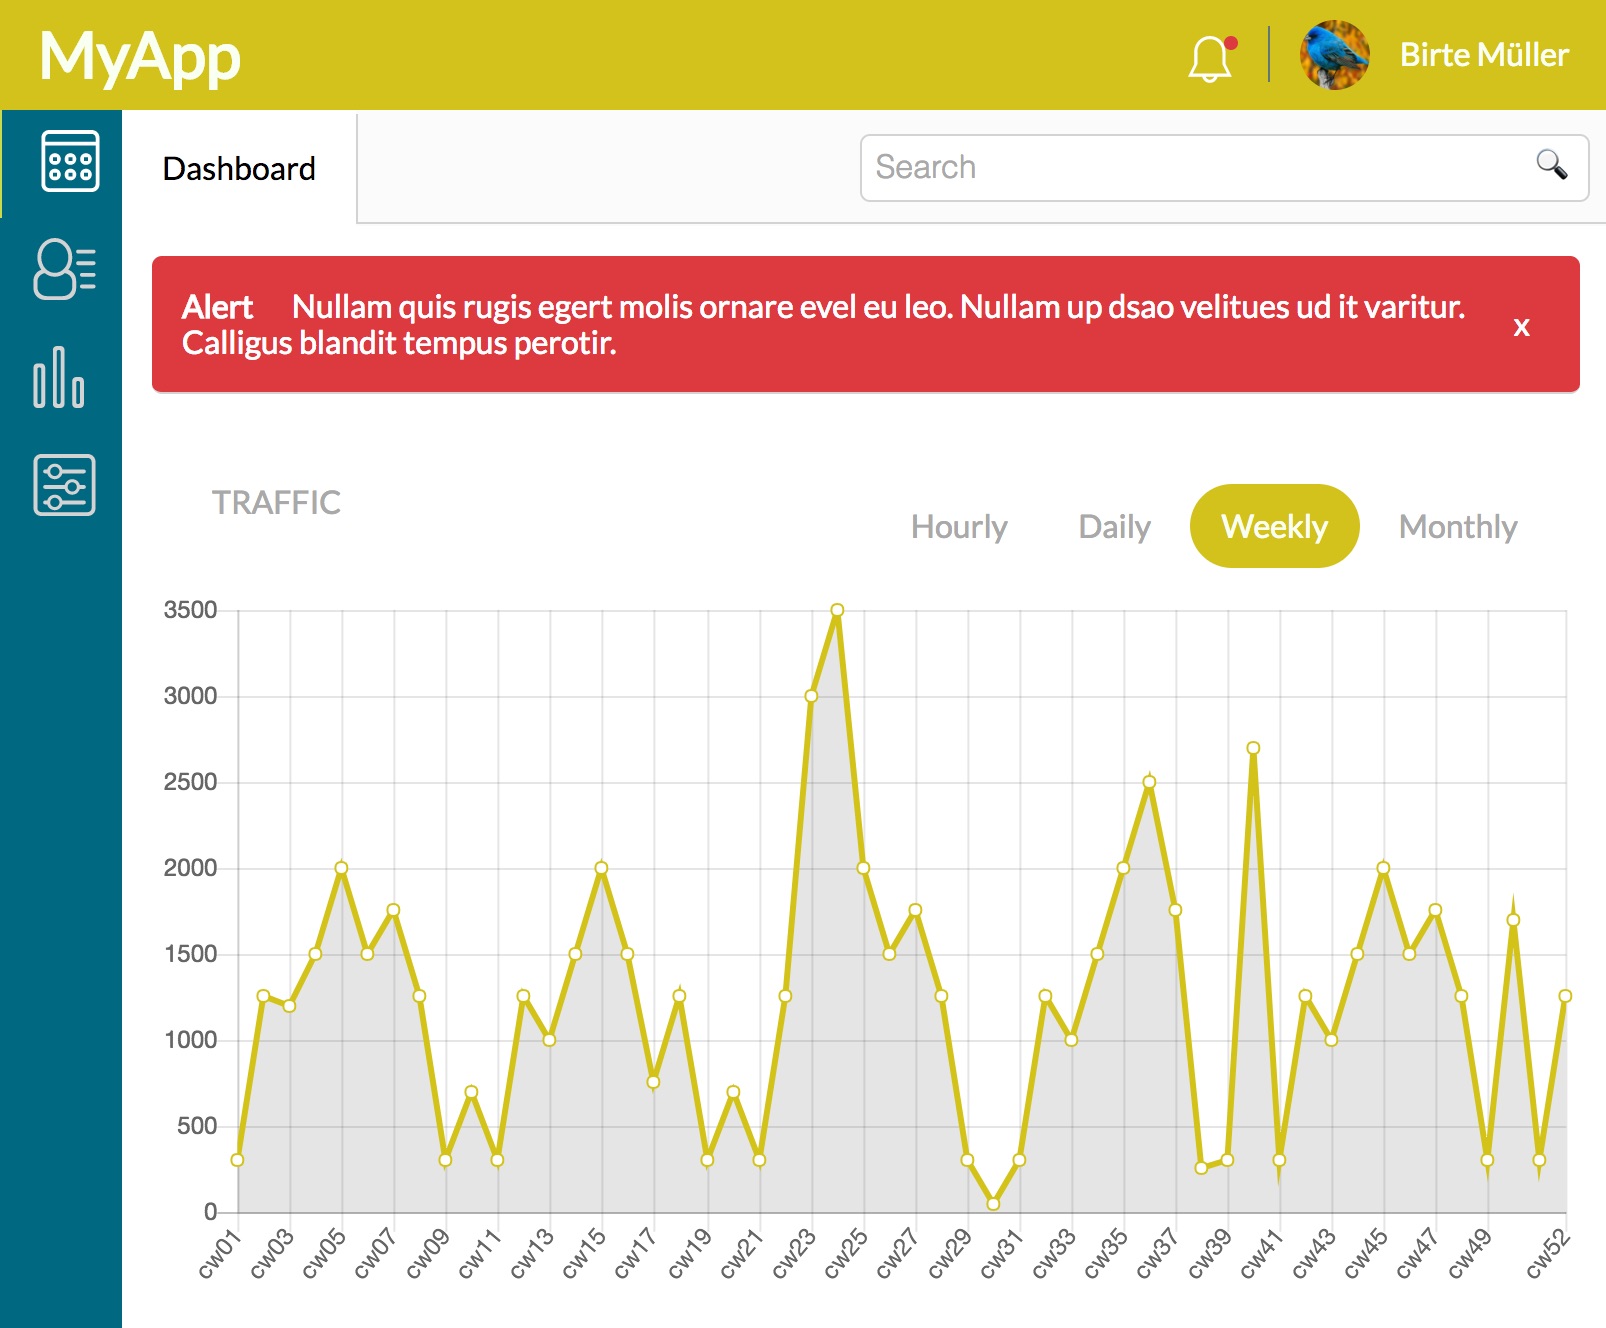 MyApp
Birte Müller
Dashboard
Search
Alert Nullam quis rugis egert molis ornare evel eu leo. Nullam up dsao velitues ud it varitur.
Calligus blandit tempus perotir.
x
TRAFFIC
Hourly Daily Weekly Monthly
3500
3000
2500
2000
1500
1000
500
0
cw01 cw03 cw05 cw07 cw09 cw11 cw13 cw15 cw17 cw19 cw21 cw23 cw25 cw27 cw29 cw31 cw33 cw35 cw37 cw39 cw41 cw43 cw45 cw47 cw49 cw52